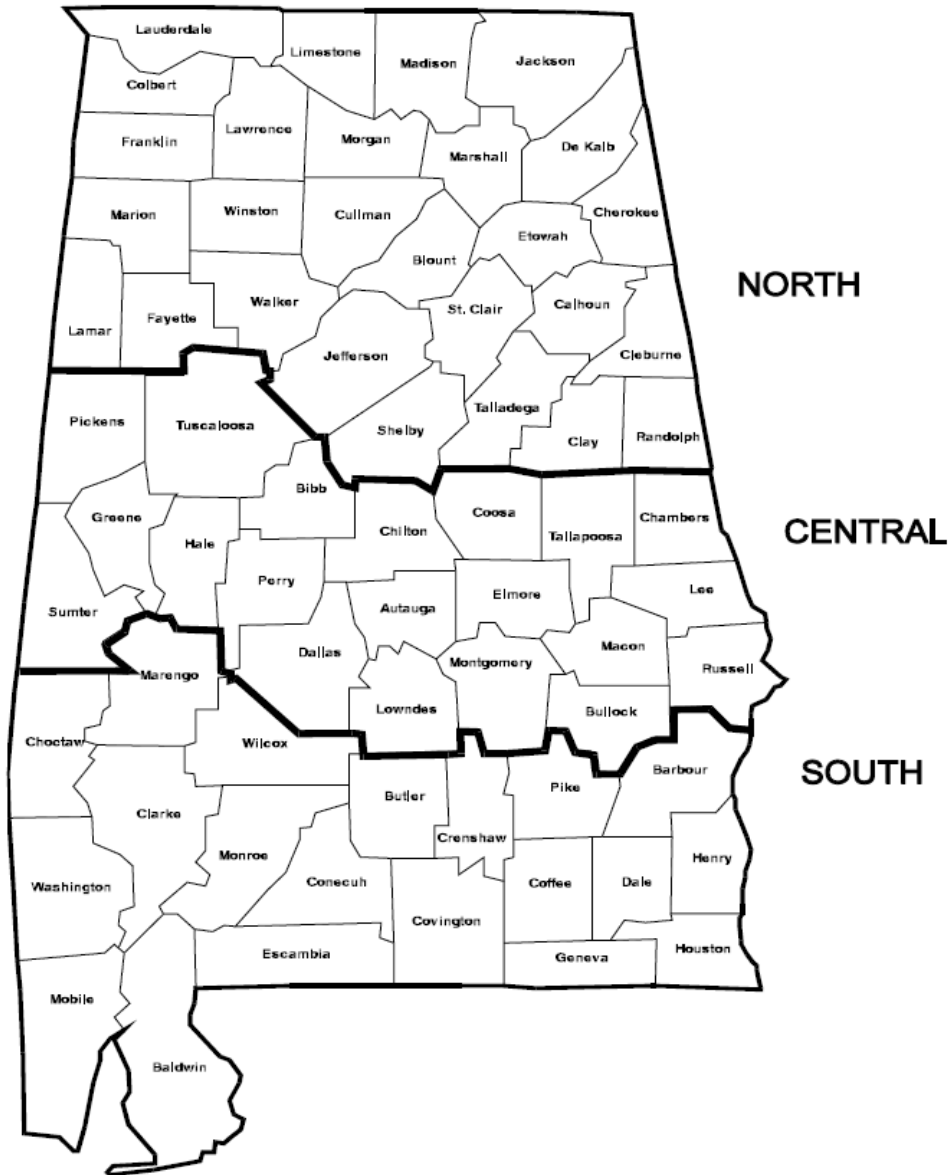 Lauderdale
Limestone
Madison
Jackson
Colbert
Franklin
Lawrence
Morgan
Marshall
De Kalb
Marion
Winston
Cullman
Cherokee
Etowah
Blount
NORTH
Lamar
Fayette
Walker
St. Clair
Calhoun
Jefferson
Cleburne
Pickens
Tuscaloosa
Shelby
Talladega
Clay
Randolph
Bibb
Greene
Hale
Chilton
Coosa
Tallapoosa
Chambers
CENTRAL
Perry
Sumter
Autauga
Elmore
Lee
Dallas
Macon
Marengo
Montgomery
Russell
Lowndes
Bullock
Choctaw
Wilcox
SOUTH
Barbour
Butler
Pike
Clarke
Crenshaw
Monroe
Henry
Washington
Conecuh
Coffee
Dale
Covington
Escambia
Geneva
Houston
Mobile
Baldwin